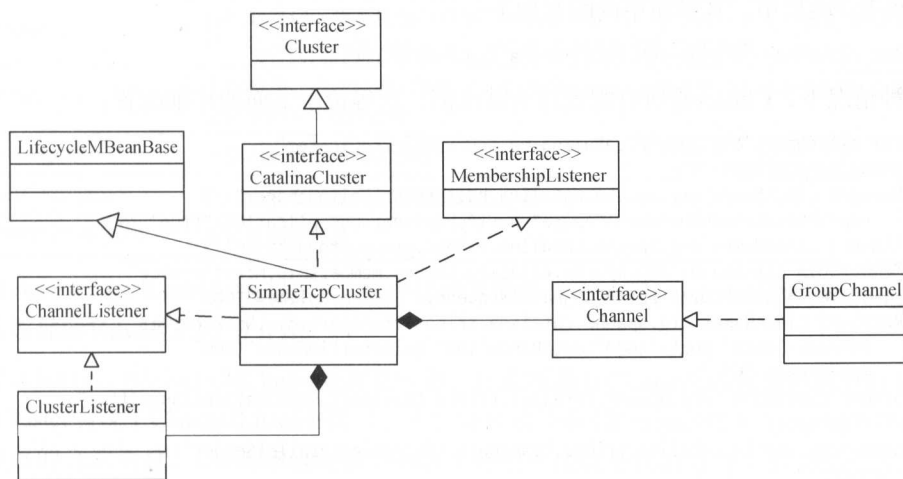 <<interface>>
Cluster
LifecycleMBeanBase
<<interface>>
CatalinaCluster
<<interface>>
MembershipListener
<<interface>>
ChannelListener
SimpleTcpCluster
<<interface>>
Channel
GroupChannel
ClusterListener